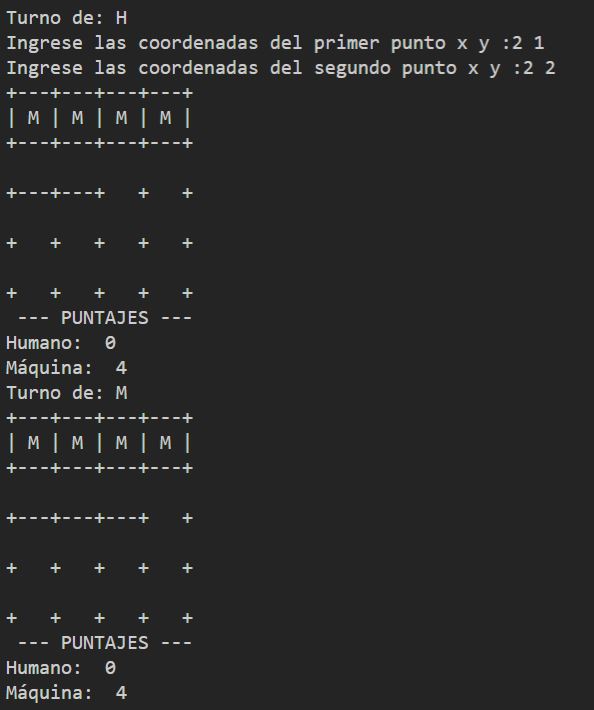 Turno de: H
Ingrese las coordenadas del primer punto x y :2 1
Ingrese las coordenadas del segundo punto x y :2 2
+---+---+---+---+
| M | M | M | M |
+---+---+---+---+

+---+---+   +   +

+   +   +   +   +

+   +   +   +   +
 --- PUNTAJES ---
Humano:  0
Máquina:  4
Turno de: M
+---+---+---+---+
| M | M | M | M |
+---+---+---+---+

+---+---+---+   +

+   +   +   +   +

+   +   +   +   +
 --- PUNTAJES ---
Humano:  0
Máquina:  4